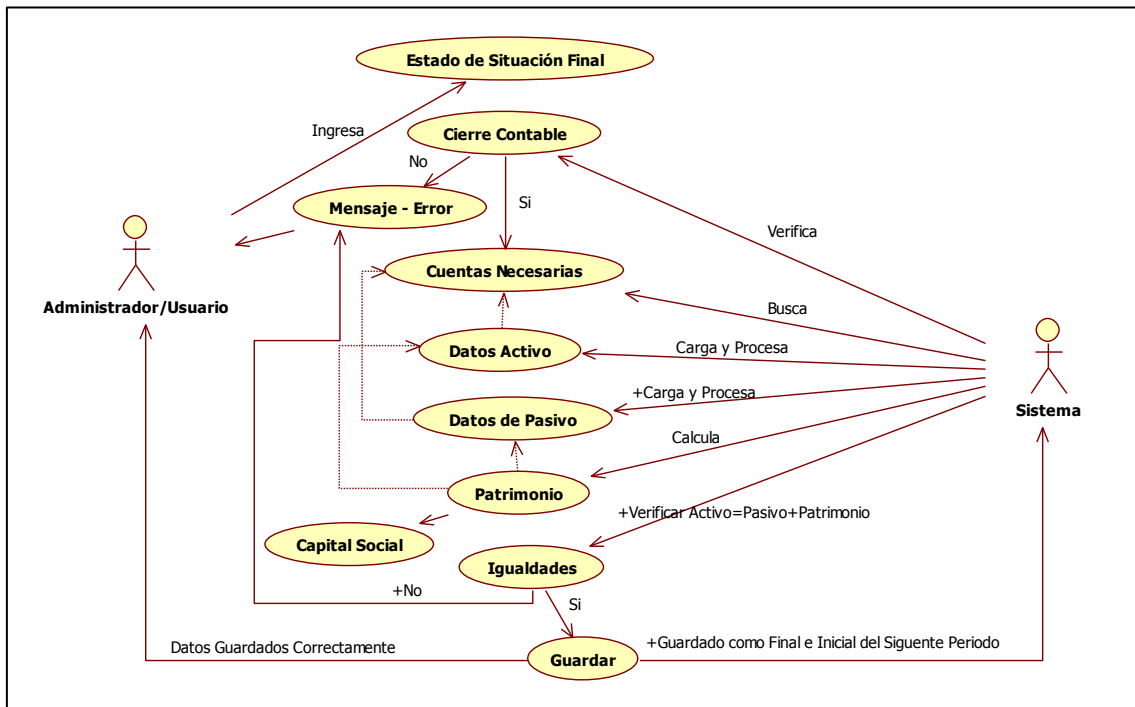 Estado de Situación Final
Ingresa
Cierre Contable
No
Mensaje - Error
Si
Verifica
Cuentas Necesarias
Administrador/Usuario
Busca
Datos Activo
Carga y Procesa
+Carga y Procesa
Datos de Pasivo
Sistema
Calcula
Patrimonio
+Verificar Activo=Pasivo+Patrimonio
Capital Social
Igualdades
+No
Si
Datos Guardados Correctamente
Guardar
+Guardado como Final e Inicial del Siguente Periodo